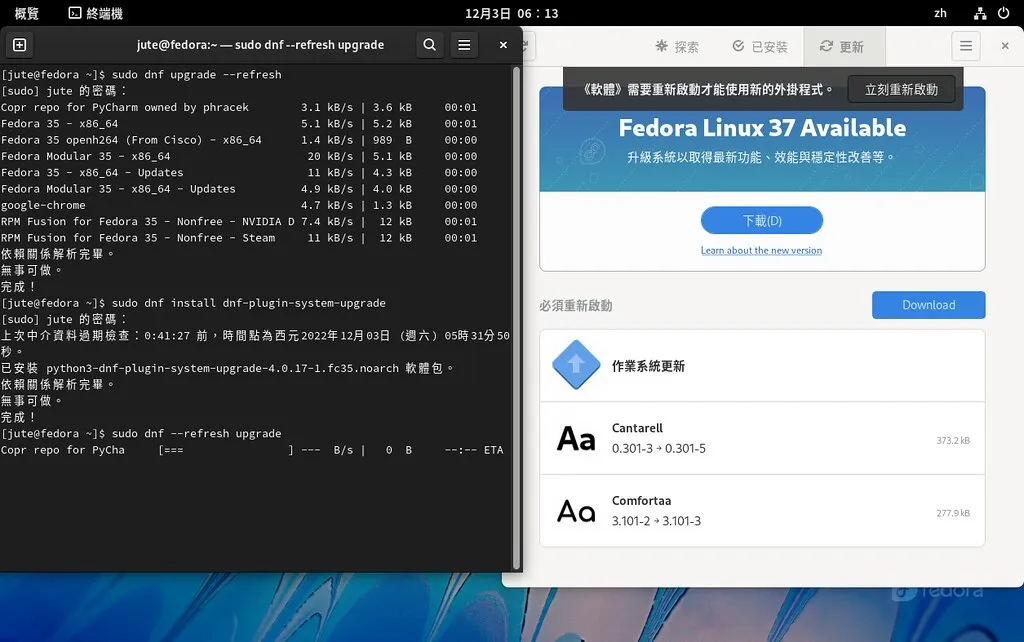 概覽
終端機
12月3日 06：13
zh
jute@fedora:~ — sudo dnf --refresh upgrade
[jute@fedora ~]$ sudo dnf upgrade --refresh
[sudo] jute 的密碼：
Copr repo for PyCharm owned by phracek 3.1 kB/s | 3.6 kB 00:01
Fedora 35 - x86_64 5.1 kB/s | 5.2 kB 00:01
Fedora 35 openh264 (From Cisco) - x86_64 1.4 kB/s | 989 B 00:00
Fedora Modular 35 - x86_64 20 kB/s | 5.1 kB 00:00
Fedora 35 - x86_64 - Updates 11 kB/s | 4.3 kB 00:00
Fedora Modular 35 - x86_64 - Updates 4.9 kB/s | 4.0 kB 00:00
google-chrome 4.7 kB/s | 1.3 kB 00:00
RPM Fusion for Fedora 35 - Nonfree - NVIDIA D 7.4 kB/s | 12 kB 00:01
RPM Fusion for Fedora 35 - Nonfree - Steam 11 kB/s | 12 kB 00:01
依賴關係解析完畢。
無事可做。
完成！
[jute@fedora ~]$ sudo dnf install dnf-plugin-system-upgrade
[sudo] jute 的密碼：
上次中介資料過期檢查：0:41:27 前，時間點為西元2022年12月03日 (週六) 05時31分50
秒。
已安裝 python3-dnf-plugin-system-upgrade-4.0.17-1.fc35.noarch 軟體包。
依賴關係解析完畢。
無事可做。
完成！
[jute@fedora ~]$ sudo dnf --refresh upgrade
Copr repo for PyCha [=== ] --- B/s | 0 B --:-- ETA
探索
已安裝
更新
《軟體》需要重新啟動才能使用新的外掛程式。
立刻重新啟動
Fedora Linux 37 Available
升級系統以取得最新功能、效能與穩定性改善等。
下載(D)
Learn about the new version
必須重新啟動
Download
作業系統更新
Cantarell
0.301-3 → 0.301-5
373.2 kB
Comfortaa
3.101-2 → 3.101-3
277.9 kB
fedora